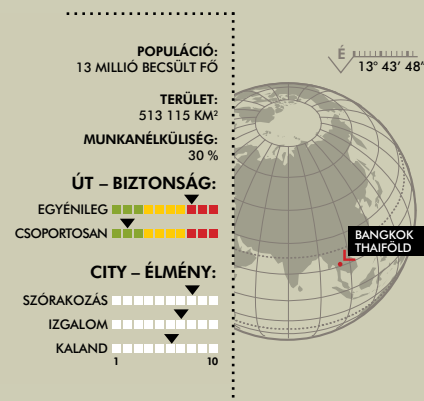 POPULÁCIÓ:
13 MILLIÓ BECSÜLT FŐ
TERÜLET:
513 115 KM²
MUNKANÉLKÜLISÉG:
30 %
ÚT – BIZTONSÁG:
EGYÉNILEG
CSOPORTOSAN
CITY – ÉLMÉNY:
SZÓRAKOZÁS
IZGALOM
KALAND
1 10
É
13° 43′ 48″
BANGKOK
THAIFÖLD